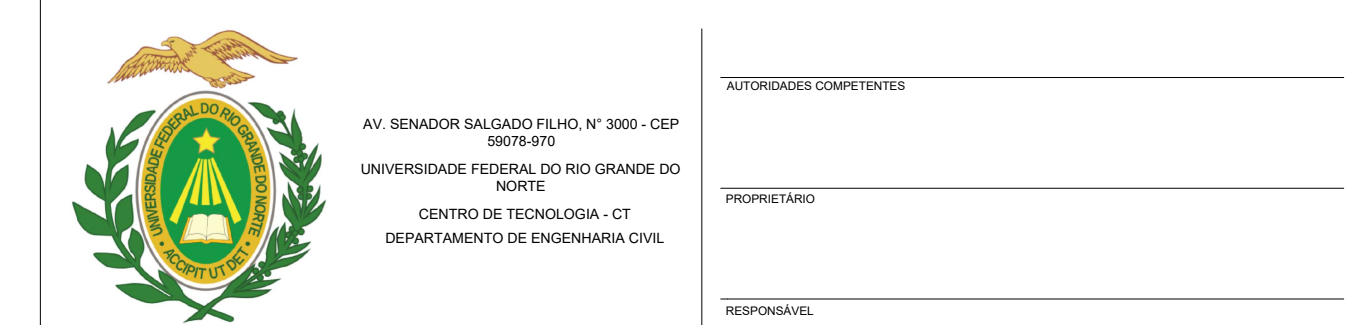 UNIVERSIDADE FEDERAL DO RIO GRANDE DO NORTE
• ACCIPIT UT DET •
AV. SENADOR SALGADO FILHO, N° 3000 - CEP
59078-970
UNIVERSIDADE FEDERAL DO RIO GRANDE DO
NORTE
CENTRO DE TECNOLOGIA - CT
DEPARTAMENTO DE ENGENHARIA CIVIL
AUTORIDADES COMPETENTES
PROPRIETÁRIO
RESPONSÁVEL